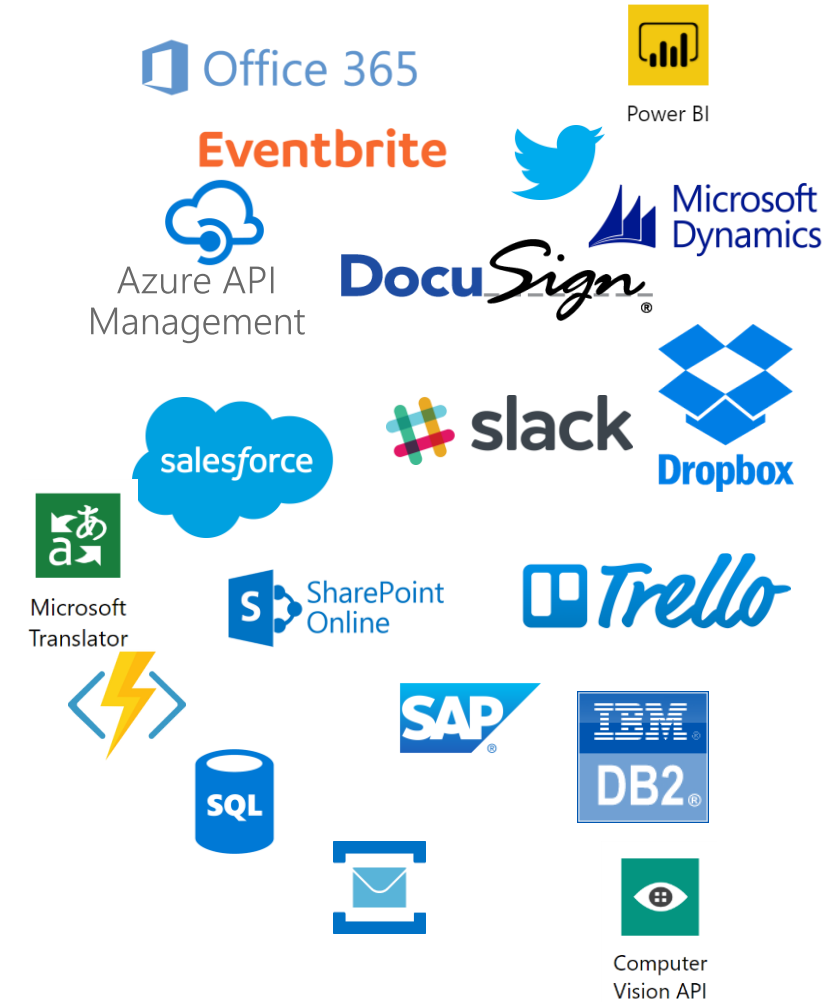 Office 365
Power BI
Eventbrite
Microsoft
Dynamics
Azure API
Management
DocuSign®
salesforce
slack
Dropbox
あ
a
Microsoft
Translator
S
SharePoint
Online
Trello
SAP®
IBM®
DB2®
SQL
Computer
Vision API